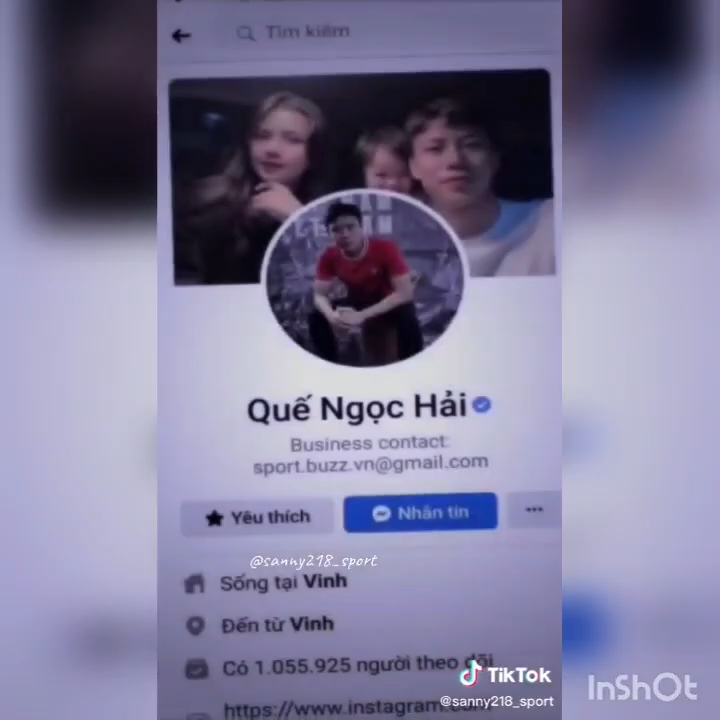 Tìm kiếm
Quế Ngọc Hải
Business contact:
sport.buzz.vn@gmail.com
Yêu thích
Nhắn tin
@sanny218_sport
Sống tại Vinh
Đến từ Vinh
Có 1.055.925 người theo dõi
https://www.instagram.com
TikTok
@sanny218_sport
InShOt